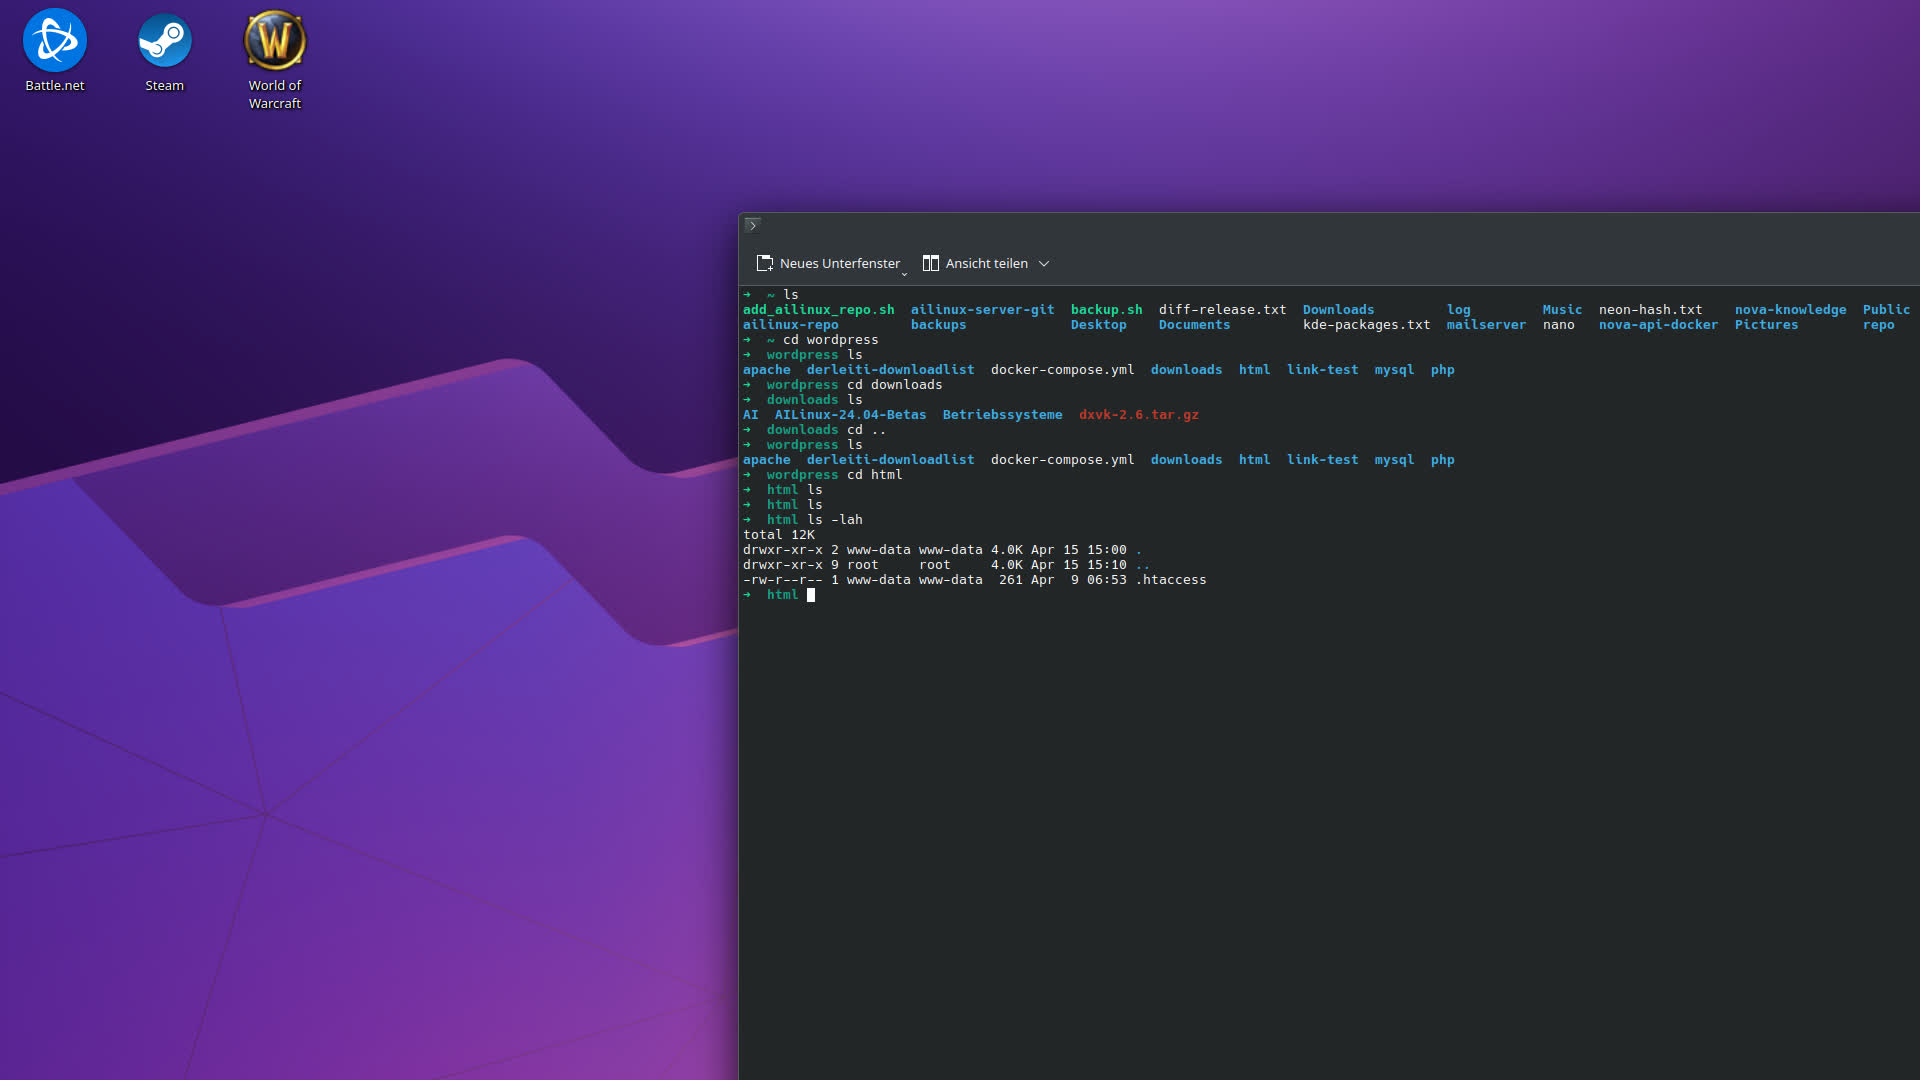 Battle.net
Steam
World of
Warcraft
Neues Unterfenster
Ansicht teilen
➜  ~ ls
add_ailinux_repo.sh  ailinux-server-git  backup.sh  diff-release.txt  Downloads         log         Music  neon-hash.txt    nova-knowledge  Public
ailinux-repo         backups             Desktop    Documents         kde-packages.txt  mailserver  nano   nova-api-docker  Pictures        repo
➜  ~ cd wordpress
➜  wordpress ls
apache  derleiti-downloadlist  docker-compose.yml  downloads  html  link-test  mysql  php
➜  wordpress cd downloads
➜  downloads ls
AI  AILinux-24.04-Betas  Betriebssysteme  dxvk-2.6.tar.gz
➜  downloads cd ..
➜  wordpress ls
apache  derleiti-downloadlist  docker-compose.yml  downloads  html  link-test  mysql  php
➜  wordpress cd html
➜  html ls
➜  html ls
➜  html ls -lah
total 12K
drwxr-xr-x 2 www-data www-data 4.0K Apr 15 15:00 .
drwxr-xr-x 9 root     root     4.0K Apr 15 15:10 ..
-rw-r--r-- 1 www-data www-data  261 Apr  9 06:53 .htaccess
➜  html